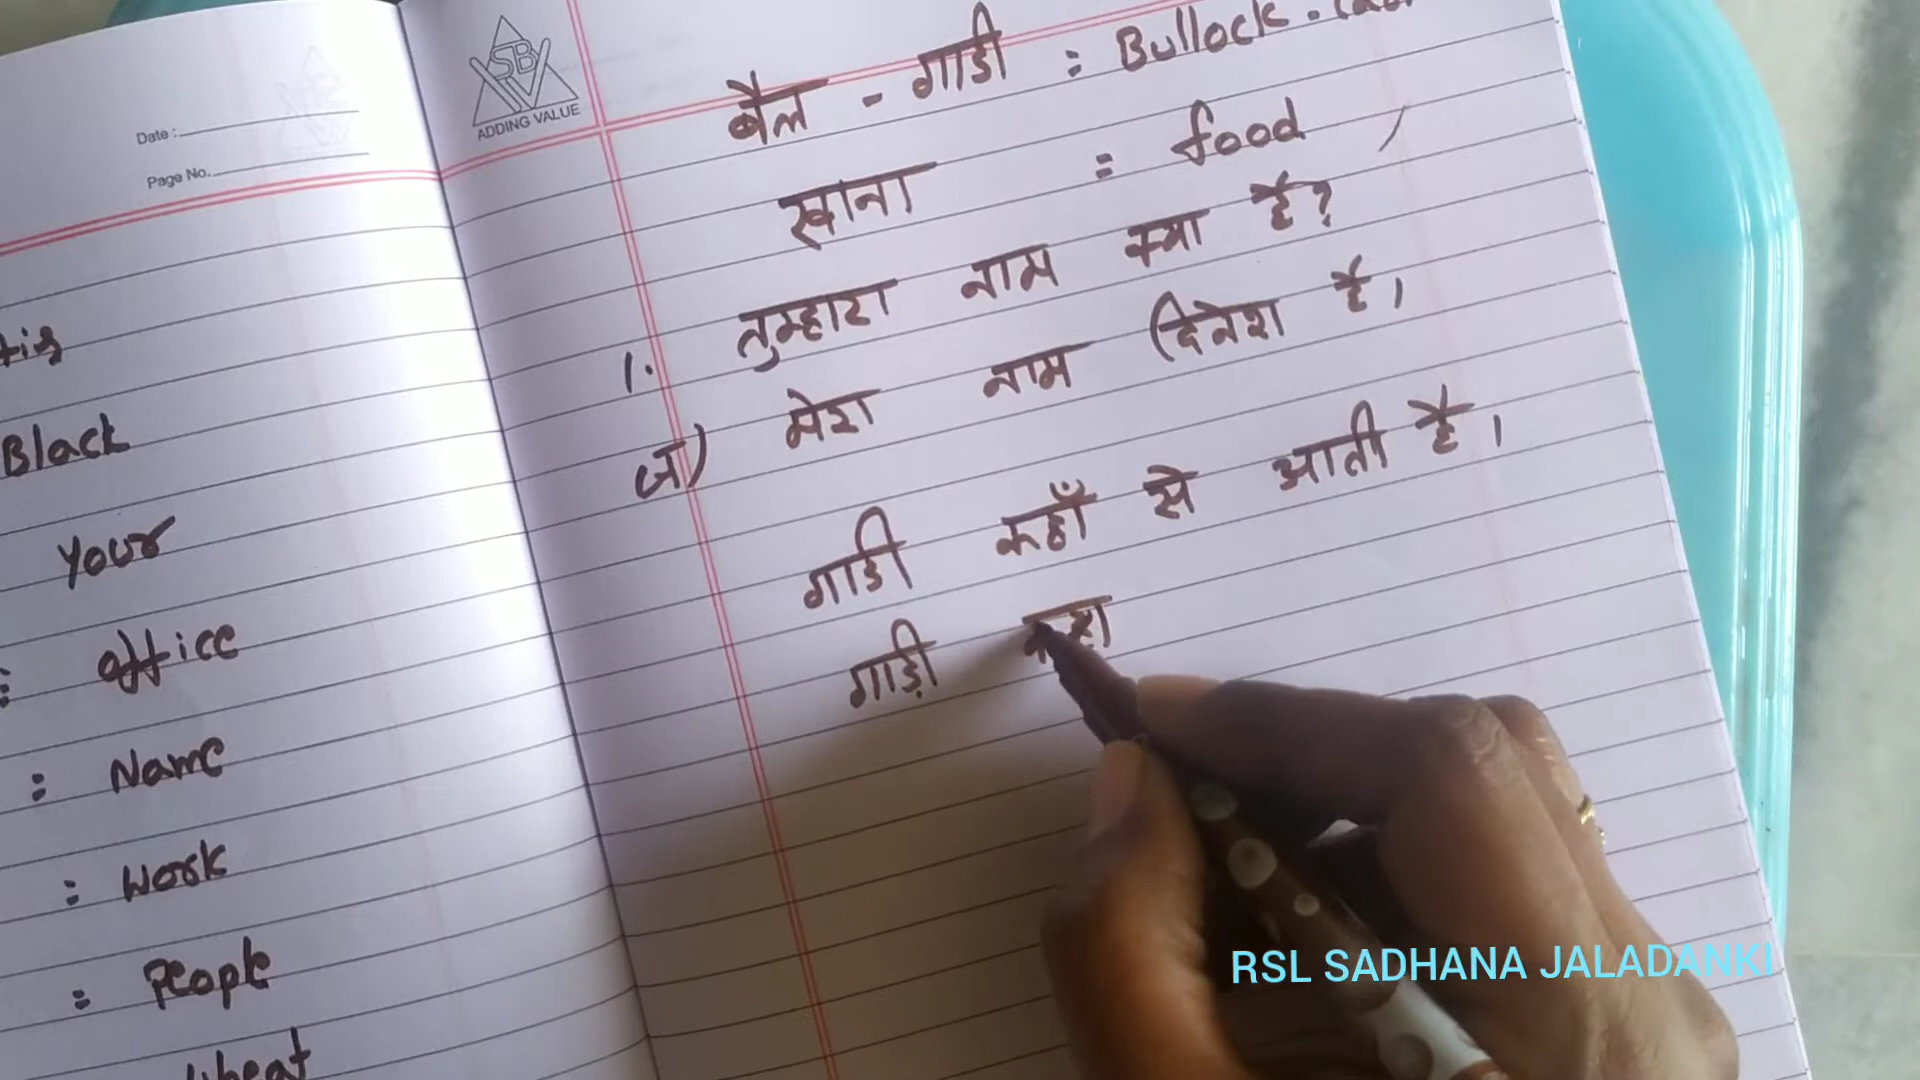 Date :
Page No.
Black
Your
: office
: Name
: Work
: People
SBV
ADDING VALUE
बैल - गाडी : Bullock.
खाना : food
1. तुम्हारा नाम क्या है?
ज) मेरा नाम दिनेश है।
गाडी कहाँ से आती है।
गाड़ी कहा
RSL SADHANA JALADANKI